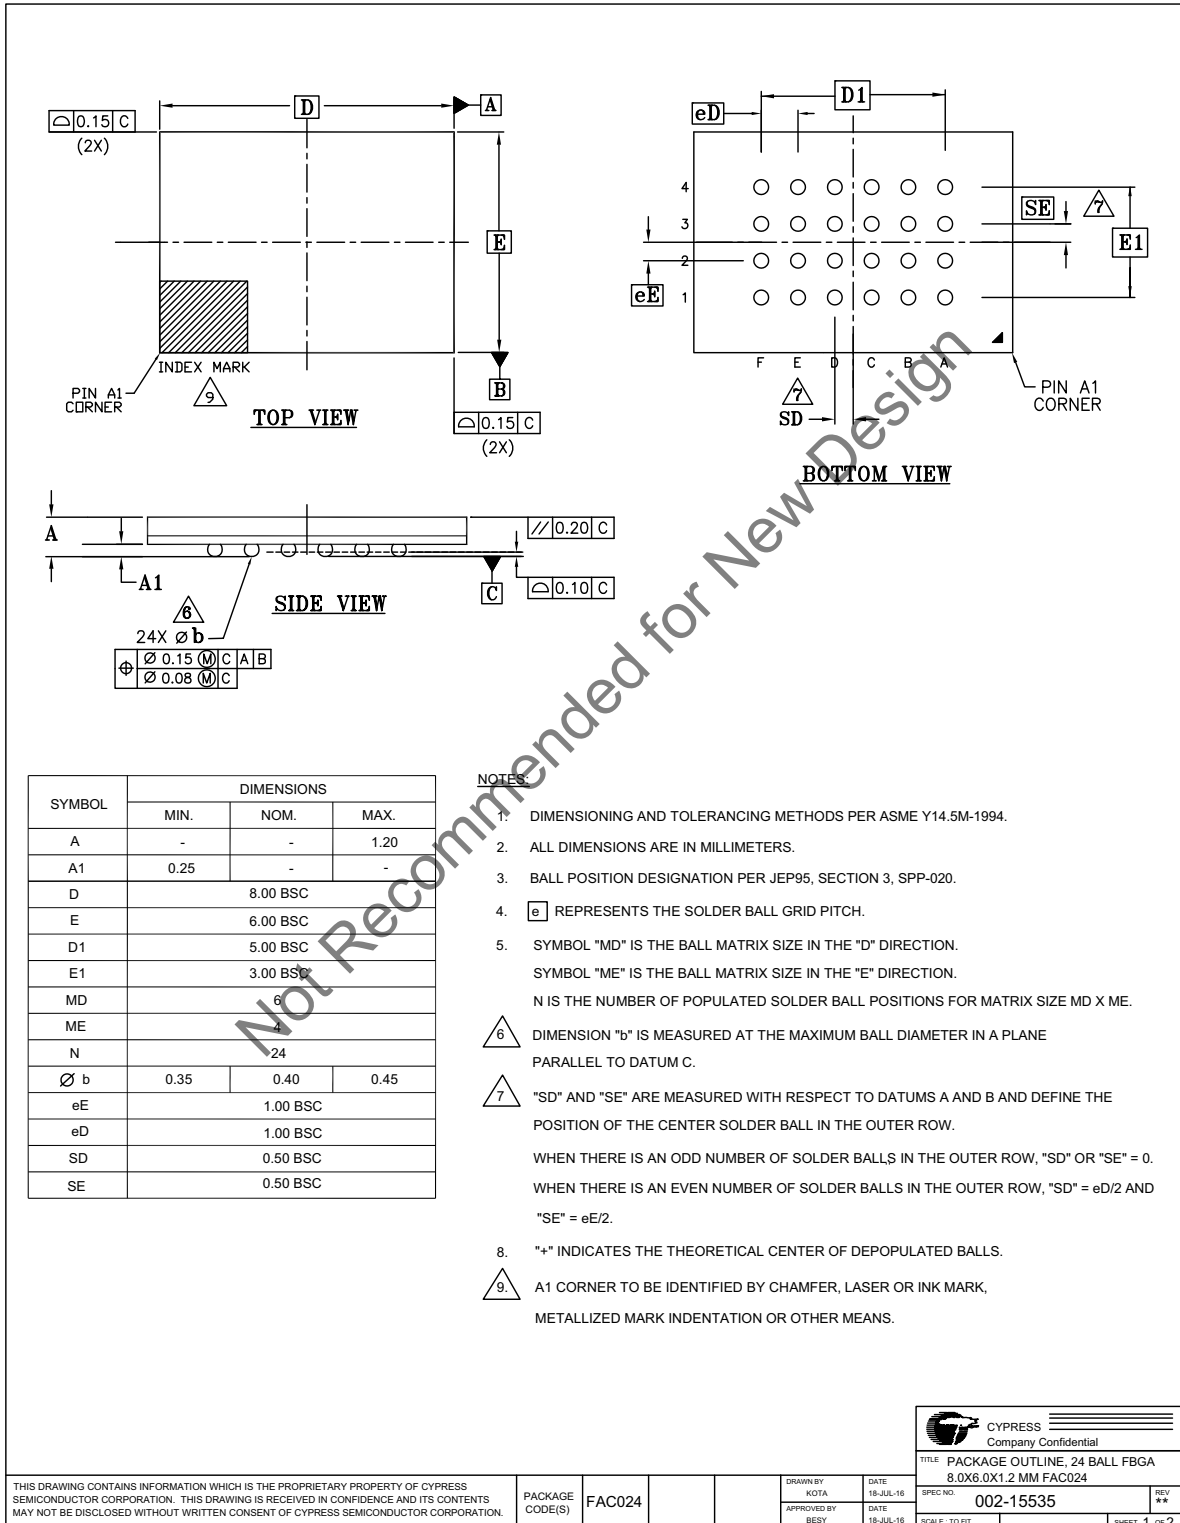 D
A
0.15 C
(2X)
E
INDEX MARK
PIN A1
CORNER
9
TOP VIEW
B
0.15 C
(2X)
D1
eD
4
3
2
1
SE
7
E1
eE
F E D C B A
7
SD
PIN A1
CORNER
BOTTOM VIEW
A
A1
// 0.20 C
0.10 C
C
SIDE VIEW
6
24X Ø b
Ø 0.15 Ⓜ C A B
Ø 0.08 Ⓜ C
Not Recommended for New Design
SYMBOL DIMENSIONS
MIN. NOM. MAX.
A - - 1.20
A1 0.25 - -
D 8.00 BSC
E 6.00 BSC
D1 5.00 BSC
E1 3.00 BSC
MD 6
ME 4
N 24
Ø b 0.35 0.40 0.45
eE 1.00 BSC
eD 1.00 BSC
SD 0.50 BSC
SE 0.50 BSC
NOTES:
1. DIMENSIONING AND TOLERANCING METHODS PER ASME Y14.5M-1994.
2. ALL DIMENSIONS ARE IN MILLIMETERS.
3. BALL POSITION DESIGNATION PER JEP95, SECTION 3, SPP-020.
4. e REPRESENTS THE SOLDER BALL GRID PITCH.
5. SYMBOL "MD" IS THE BALL MATRIX SIZE IN THE "D" DIRECTION.
SYMBOL "ME" IS THE BALL MATRIX SIZE IN THE "E" DIRECTION.
N IS THE NUMBER OF POPULATED SOLDER BALL POSITIONS FOR MATRIX SIZE MD X ME.
6 DIMENSION "b" IS MEASURED AT THE MAXIMUM BALL DIAMETER IN A PLANE
PARALLEL TO DATUM C.
7 "SD" AND "SE" ARE MEASURED WITH RESPECT TO DATUMS A AND B AND DEFINE THE
POSITION OF THE CENTER SOLDER BALL IN THE OUTER ROW.
WHEN THERE IS AN ODD NUMBER OF SOLDER BALLS IN THE OUTER ROW, "SD" OR "SE" = 0.
WHEN THERE IS AN EVEN NUMBER OF SOLDER BALLS IN THE OUTER ROW, "SD" = eD/2 AND
"SE" = eE/2.
8. "+" INDICATES THE THEORETICAL CENTER OF DEPOPULATED BALLS.
9. A1 CORNER TO BE IDENTIFIED BY CHAMFER, LASER OR INK MARK,
METALLIZED MARK INDENTATION OR OTHER MEANS.
CYPRESS
Company Confidential
TITLE PACKAGE OUTLINE, 24 BALL FBGA
8.0X6.0X1.2 MM FAC024
THIS DRAWING CONTAINS INFORMATION WHICH IS THE PROPRIETARY PROPERTY OF CYPRESS
SEMICONDUCTOR CORPORATION. THIS DRAWING IS RECEIVED IN CONFIDENCE AND ITS CONTENTS
MAY NOT BE DISCLOSED WITHOUT WRITTEN CONSENT OF CYPRESS SEMICONDUCTOR CORPORATION.
PACKAGE
CODE(S)
FAC024
DRAWN BY
KOTA
DATE
18-JUL-16
APPROVED BY
BESY
DATE
18-JUL-16
SPEC NO.
002-15535
REV
**
SCALE : TO FIT
SHEET 1 OF 2